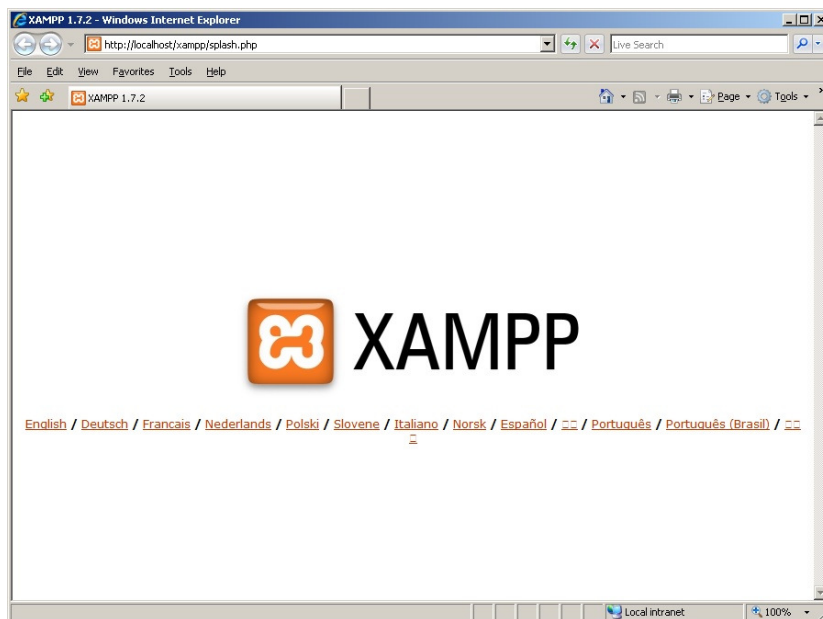 XAMPP 1.7.2 - Windows Internet Explorer
http://localhost/xampp/splash.php
Live Search
File Edit View Favorites Tools Help
XAMPP 1.7.2
Page Tools
XAMPP
English / Deutsch / Francais / Nederlands / Polski / Slovene / Italiano / Norsk / Español / □□ / Português / Português (Brasil) / □□
□
Local intranet
100%